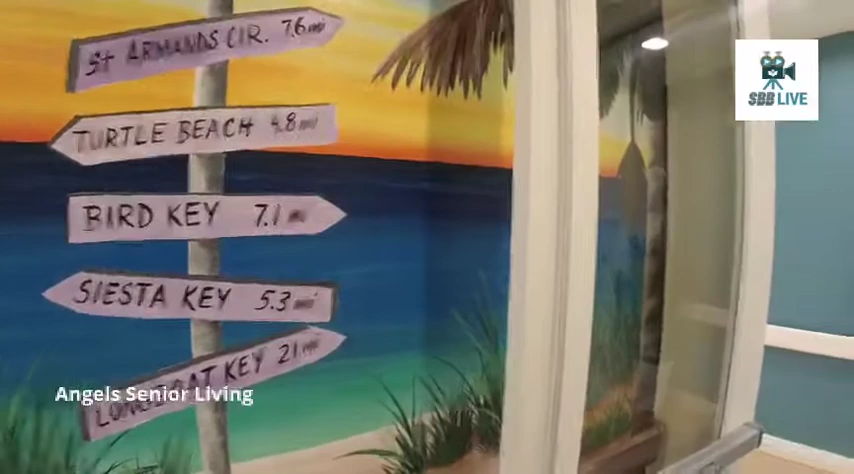 St ARMANDS CIR. 7.6 mi
SBB LIVE
TURTLE BEACH 4.8 mi
BIRD KEY 7.1 mi
SIESTA KEY 5.3 mi
LONGBOAT KEY 21 mi
Angels Senior Living